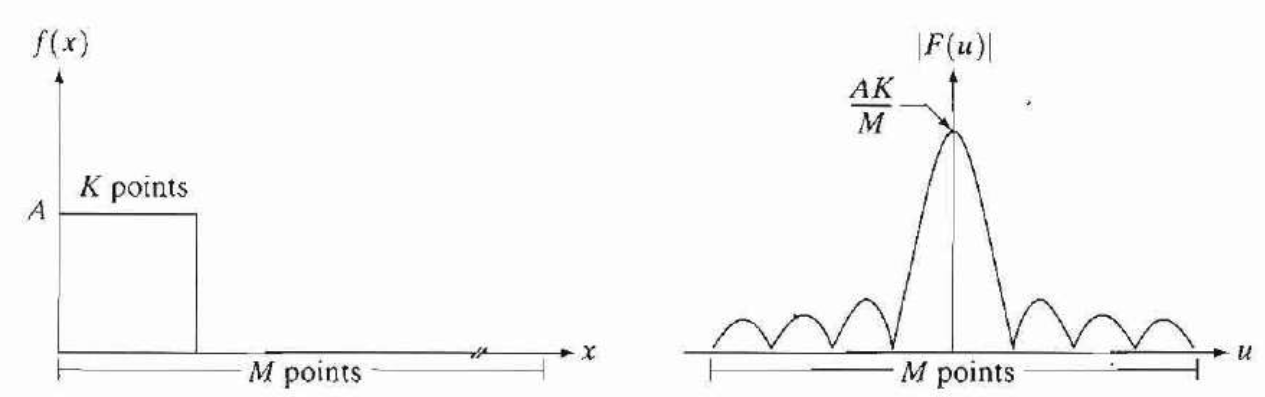 f(x)
K points
A
x
M points
|F(u)|
AK
M
u
M points